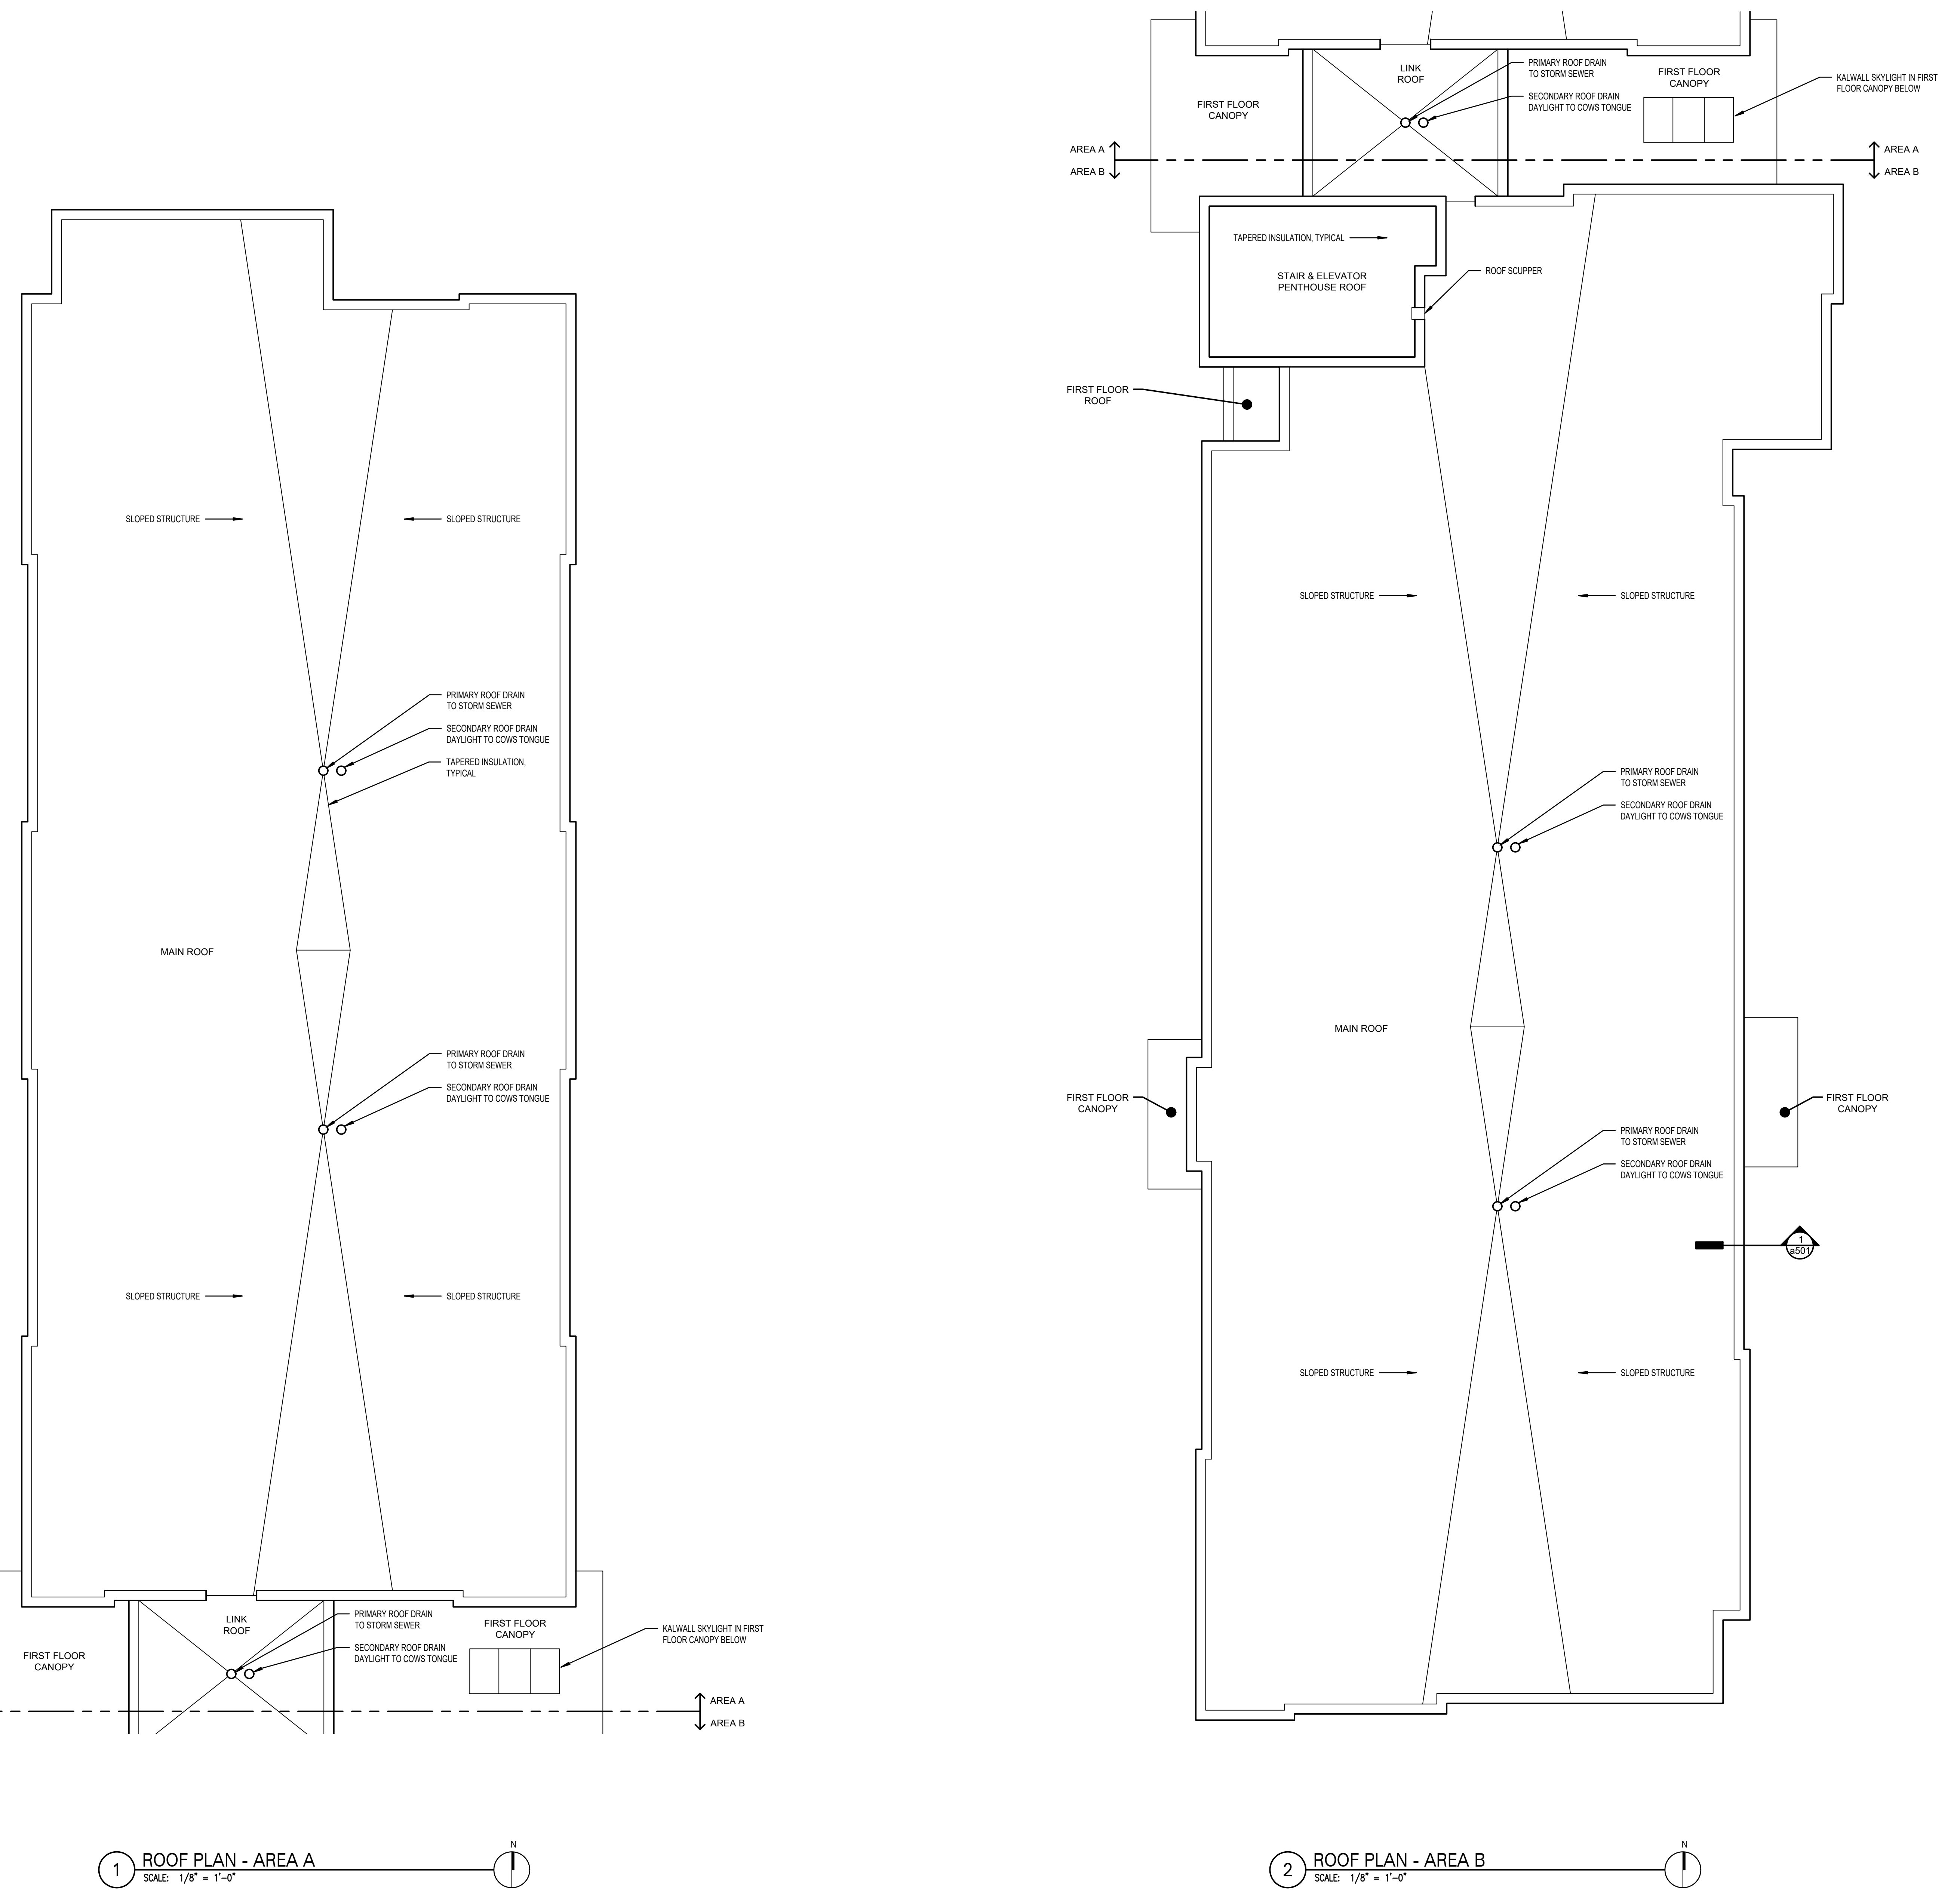 SLOPED STRUCTURE
SLOPED STRUCTURE
PRIMARY ROOF DRAIN
TO STORM SEWER
SECONDARY ROOF DRAIN
DAYLIGHT TO COWS TONGUE
TAPERED INSULATION,
TYPICAL
MAIN ROOF
PRIMARY ROOF DRAIN
TO STORM SEWER
SECONDARY ROOF DRAIN
DAYLIGHT TO COWS TONGUE
SLOPED STRUCTURE
SLOPED STRUCTURE
LINK
ROOF
PRIMARY ROOF DRAIN
TO STORM SEWER
SECONDARY ROOF DRAIN
DAYLIGHT TO COWS TONGUE
FIRST FLOOR
CANOPY
KALWALL SKYLIGHT IN FIRST
FLOOR CANOPY BELOW
FIRST FLOOR
CANOPY
AREA A
AREA B
1
ROOF PLAN - AREA A
SCALE: 1/8" = 1'-0"
N
LINK
ROOF
PRIMARY ROOF DRAIN
TO STORM SEWER
SECONDARY ROOF DRAIN
DAYLIGHT TO COWS TONGUE
FIRST FLOOR
CANOPY
KALWALL SKYLIGHT IN FIRST
FLOOR CANOPY BELOW
FIRST FLOOR
CANOPY
AREA A
AREA B
AREA A
AREA B
TAPERED INSULATION, TYPICAL
STAIR & ELEVATOR
PENTHOUSE ROOF
ROOF SCUPPER
FIRST FLOOR
ROOF
SLOPED STRUCTURE
SLOPED STRUCTURE
PRIMARY ROOF DRAIN
TO STORM SEWER
SECONDARY ROOF DRAIN
DAYLIGHT TO COWS TONGUE
MAIN ROOF
FIRST FLOOR
CANOPY
FIRST FLOOR
CANOPY
PRIMARY ROOF DRAIN
TO STORM SEWER
SECONDARY ROOF DRAIN
DAYLIGHT TO COWS TONGUE
1
a501
SLOPED STRUCTURE
SLOPED STRUCTURE
2
ROOF PLAN - AREA B
SCALE: 1/8" = 1'-0"
N